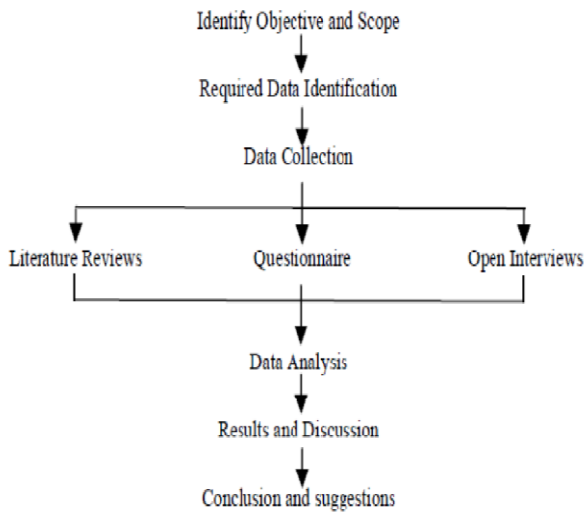 Identify Objective and Scope
Required Data Identification
Data Collection
Literature Reviews
Questionnaire
Open Interviews
Data Analysis
Results and Discussion
Conclusion and suggestions